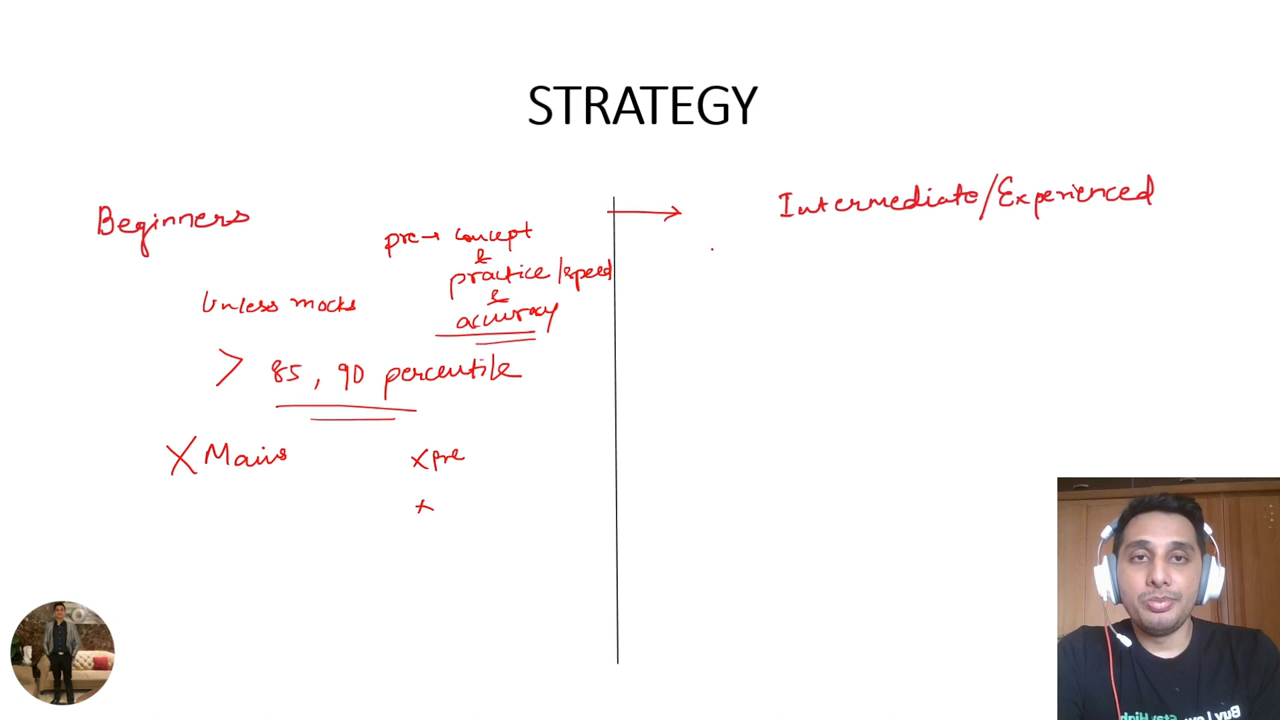 STRATEGY
Beginners
pre → concept
&
practice/speed
&
accuracy
Unless mocks
> 85, 90 percentile
X Mains
x pre
x
Intermediate/Experienced